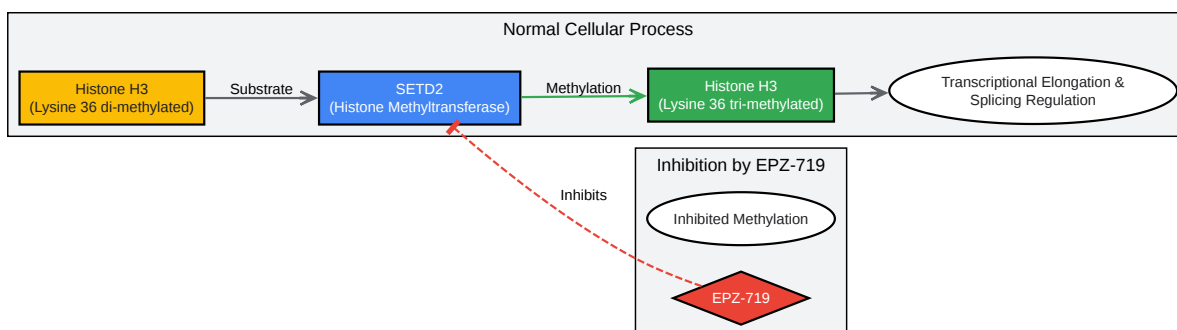 Normal Cellular Process
Histone H3
(Lysine 36 di-methylated)
Substrate
SETD2
(Histone Methyltransferase)
Methylation
Histone H3
(Lysine 36 tri-methylated)
Transcriptional Elongation &
Splicing Regulation
Inhibition by EPZ-719
Inhibits
Inhibited Methylation
EPZ-719